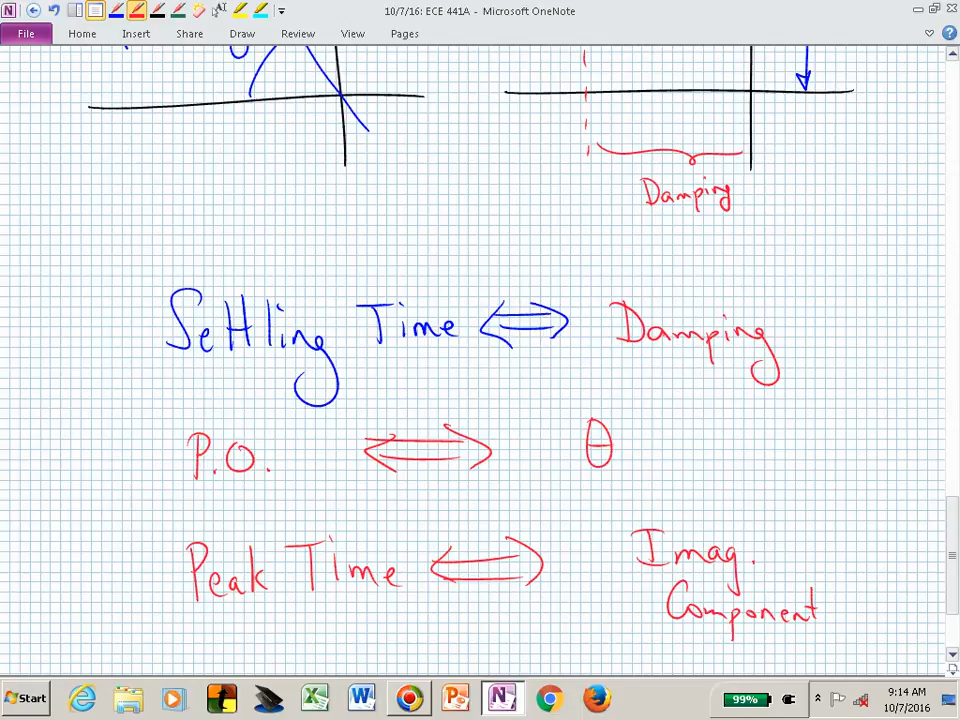 10/7/16: ECE 441A - Microsoft OneNote
File Home Insert Share Draw Review View Pages
Damping
Settling Time ⟺ Damping
P.O. ⟺ θ
Peak Time ⟺ Imag.
Component
Start
99%
9:14 AM
10/7/2016